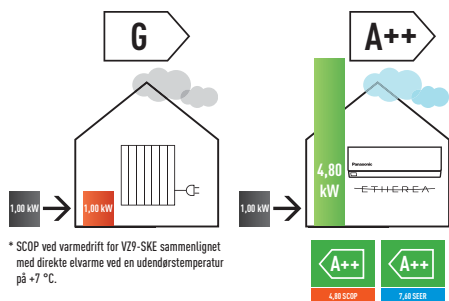 G
A++
4,80
kW
Panasonic
ETHEREA
1,00 kW
1,00 kW
1,00 kW
* SCOP ved varmedrift for VZ9-SKE sammenlignet
med direkte elvarme ved en udendørstemperatur
på +7 °C.
A++
A++
4,80 SCOP
7,60 SEER